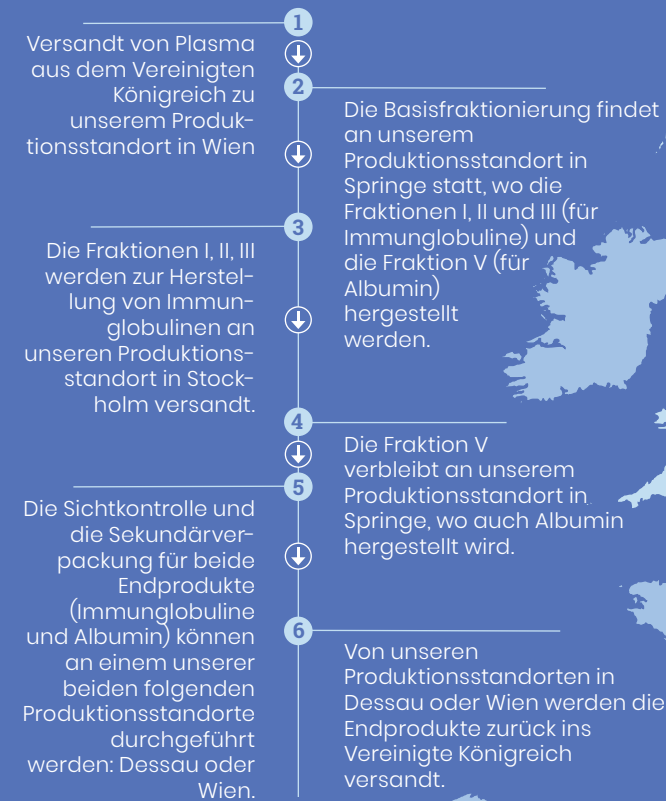 1
Versandt von Plasma
aus dem Vereinigten
Königreich zu
unserem Produk-
tionsstandort in Wien
2
Die Basisfraktionierung findet
an unserem
Produktionsstandort in
Springe statt, wo die
Fraktionen I, II und III (für
Immunglobuline) und
die Fraktion V (für
Albumin)
hergestellt
werden.
3
Die Fraktionen I, II, III
werden zur Herstel-
lung von Immun-
globulinen an
unseren Produktions-
standort in Stock-
holm versandt.
4
Die Fraktion V
verbleibt an unserem
Produktionsstandort in
Springe, wo auch Albumin
hergestellt wird.
5
Die Sichtkontrolle und
die Sekundärver-
packung für beide
Endprodukte
(Immunglobuline
und Albumin) können
an einem unserer
beiden folgenden
Produktionsstandorte
durchgeführt
werden: Dessau oder
Wien.
6
Von unseren
Produktionsstandorten in
Dessau oder Wien werden die
Endprodukte zurück ins
Vereinigte Königreich
versandt.